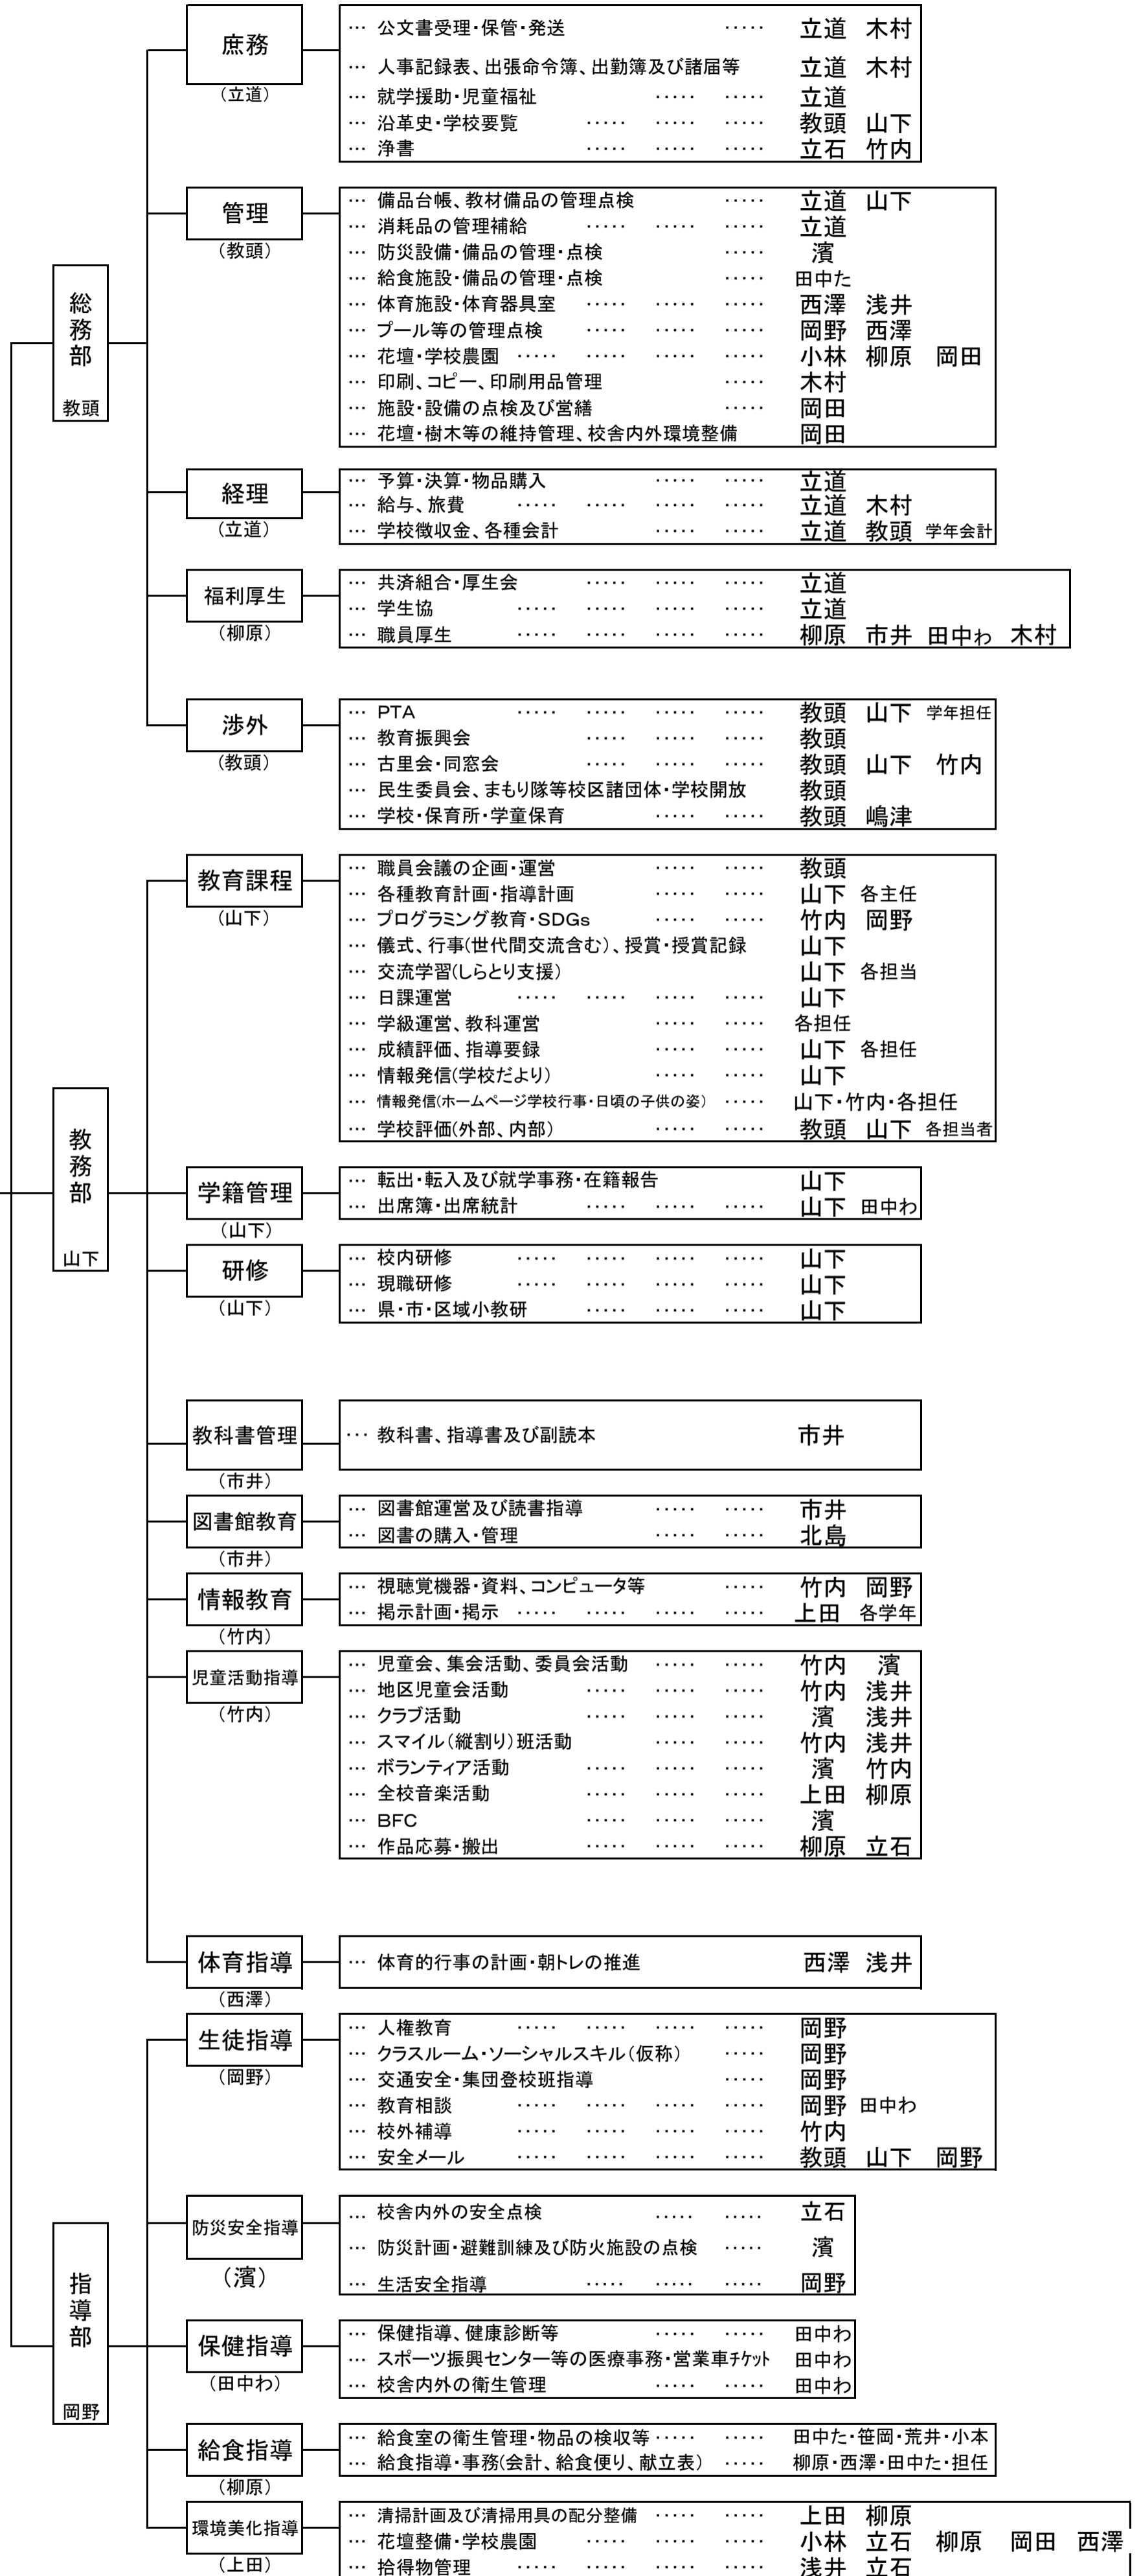 総務部
教頭
庶務
（立道）
… 公文書受理・保管・発送 ····· 立道 木村
… 人事記録表、出張命令簿、出勤簿及び諸届等 立道 木村
… 就学援助・児童福祉 ····· ····· 立道
… 沿革史・学校要覧 ····· ····· ····· 教頭 山下
… 浄書 ····· ····· ····· 立石 竹内
管理
（教頭）
… 備品台帳、教材備品の管理点検 ····· 立道 山下
… 消耗品の管理補給 ····· ····· ····· 立道
… 防災設備・備品の管理・点検 ····· 濱
… 給食施設・備品の管理・点検 ····· 田中た
… 体育施設・体育器具室 ····· ····· ····· 西澤 浅井
… プール等の管理点検 ····· ····· ····· 岡野 西澤
… 花壇・学校農園 ····· ····· ····· ····· 小林 柳原 岡田
… 印刷、コピー、印刷用品管理 ····· 木村
… 施設・設備の点検及び営繕 ····· 岡田
… 花壇・樹木等の維持管理、校舎内外環境整備 岡田
経理
（立道）
… 予算・決算・物品購入 ····· ····· 立道
… 給与、旅費 ····· ····· ····· ····· 立道 木村
… 学校徴収金、各種会計 ····· ····· 立道 教頭 学年会計
福利厚生
（柳原）
… 共済組合・厚生会 ····· ····· ····· 立道
… 学生協 ····· ····· ····· ····· 立道
… 職員厚生 ····· ····· ····· ····· 柳原 市井 田中わ 木村
渉外
（教頭）
… PTA ····· ····· ····· ····· 教頭 山下 学年担任
… 教育振興会 ····· ····· ····· 教頭
… 古里会・同窓会 ····· ····· ····· 教頭 山下 竹内
… 民生委員会、まもり隊等校区諸団体・学校開放 教頭
… 学校・保育所・学童保育 ····· ····· 教頭 嶋津
教務部
山下
教育課程
（山下）
… 職員会議の企画・運営 ····· ····· 教頭
… 各種教育計画・指導計画 ····· ····· 山下 各主任
… プログラミング教育・SDGs ····· ····· 竹内 岡野
… 儀式、行事(世代間交流含む)、授賞・授賞記録 山下
… 交流学習(しらとり支援) 山下 各担当
… 日課運営 ····· ····· ····· ····· 山下
… 学級運営、教科運営 ····· ····· 各担任
… 成績評価、指導要録 ····· ····· 山下 各担任
… 情報発信(学校だより) ····· ····· 山下
… 情報発信(ホームページ学校行事・日頃の子供の姿) ····· 山下・竹内・各担任
… 学校評価(外部、内部) ····· ····· 教頭 山下 各担当者
学籍管理
（山下）
… 転出・転入及び就学事務・在籍報告 山下
… 出席簿・出席統計 ····· ····· ····· 山下 田中わ
研修
（山下）
… 校内研修 ····· ····· ····· ····· 山下
… 現職研修 ····· ····· ····· ····· 山下
… 県・市・区域小教研 ····· ····· ····· 山下
教科書管理
（市井）
… 教科書、指導書及び副読本 市井
図書館教育
（市井）
… 図書館運営及び読書指導 ····· ····· 市井
… 図書の購入・管理 ····· ····· 北島
情報教育
（竹内）
… 視聴覚機器・資料、コンピュータ等 ····· 竹内 岡野
… 掲示計画・掲示 ····· ····· ····· ····· 上田 各学年
児童活動指導
（竹内）
… 児童会、集会活動、委員会活動 ····· ····· 竹内 濱
… 地区児童会活動 ····· ····· ····· 竹内 浅井
… クラブ活動 ····· ····· ····· 濱 浅井
… スマイル（縦割り）班活動 ····· ····· 竹内 浅井
… ボランティア活動 ····· ····· ····· 濱 竹内
… 全校音楽活動 ····· ····· ····· 上田 柳原
… BFC ····· ····· ····· 濱
… 作品応募・搬出 ····· ····· ····· 柳原 立石
体育指導
（西澤）
… 体育的行事の計画・朝トレの推進 西澤 浅井
指導部
岡野
生徒指導
（岡野）
… 人権教育 ····· ····· ····· ····· 岡野
… クラスルーム・ソーシャルスキル（仮称） ····· 岡野
… 交通安全・集団登校班指導 ····· 岡野
… 教育相談 ····· ····· ····· ····· 岡野 田中わ
… 校外補導 ····· ····· ····· ····· 竹内
… 安全メール ····· ····· ····· ····· 教頭 山下 岡野
防災安全指導
（濱）
… 校舎内外の安全点検 ····· ····· 立石
… 防災計画・避難訓練及び防火施設の点検 ····· 濱
… 生活安全指導 ····· ····· ····· 岡野
保健指導
（田中わ）
… 保健指導、健康診断等 ····· ····· 田中わ
… スポーツ振興センター等の医療事務・営業車ﾁｹｯﾄ 田中わ
… 校舎内外の衛生管理 ····· ····· 田中わ
給食指導
（柳原）
… 給食室の衛生管理・物品の検収等 ····· ····· 田中た・笹岡・荒井・小本
… 給食指導・事務(会計、給食便り、献立表） ····· 柳原・西澤・田中た・担任
環境美化指導
（上田）
… 清掃計画及び清掃用具の配分整備 ····· ····· 上田 柳原
… 花壇整備・学校農園 ····· ····· ····· 小林 立石 柳原 岡田 西澤
… 拾得物管理 ····· ····· ····· ····· 浅井 立石